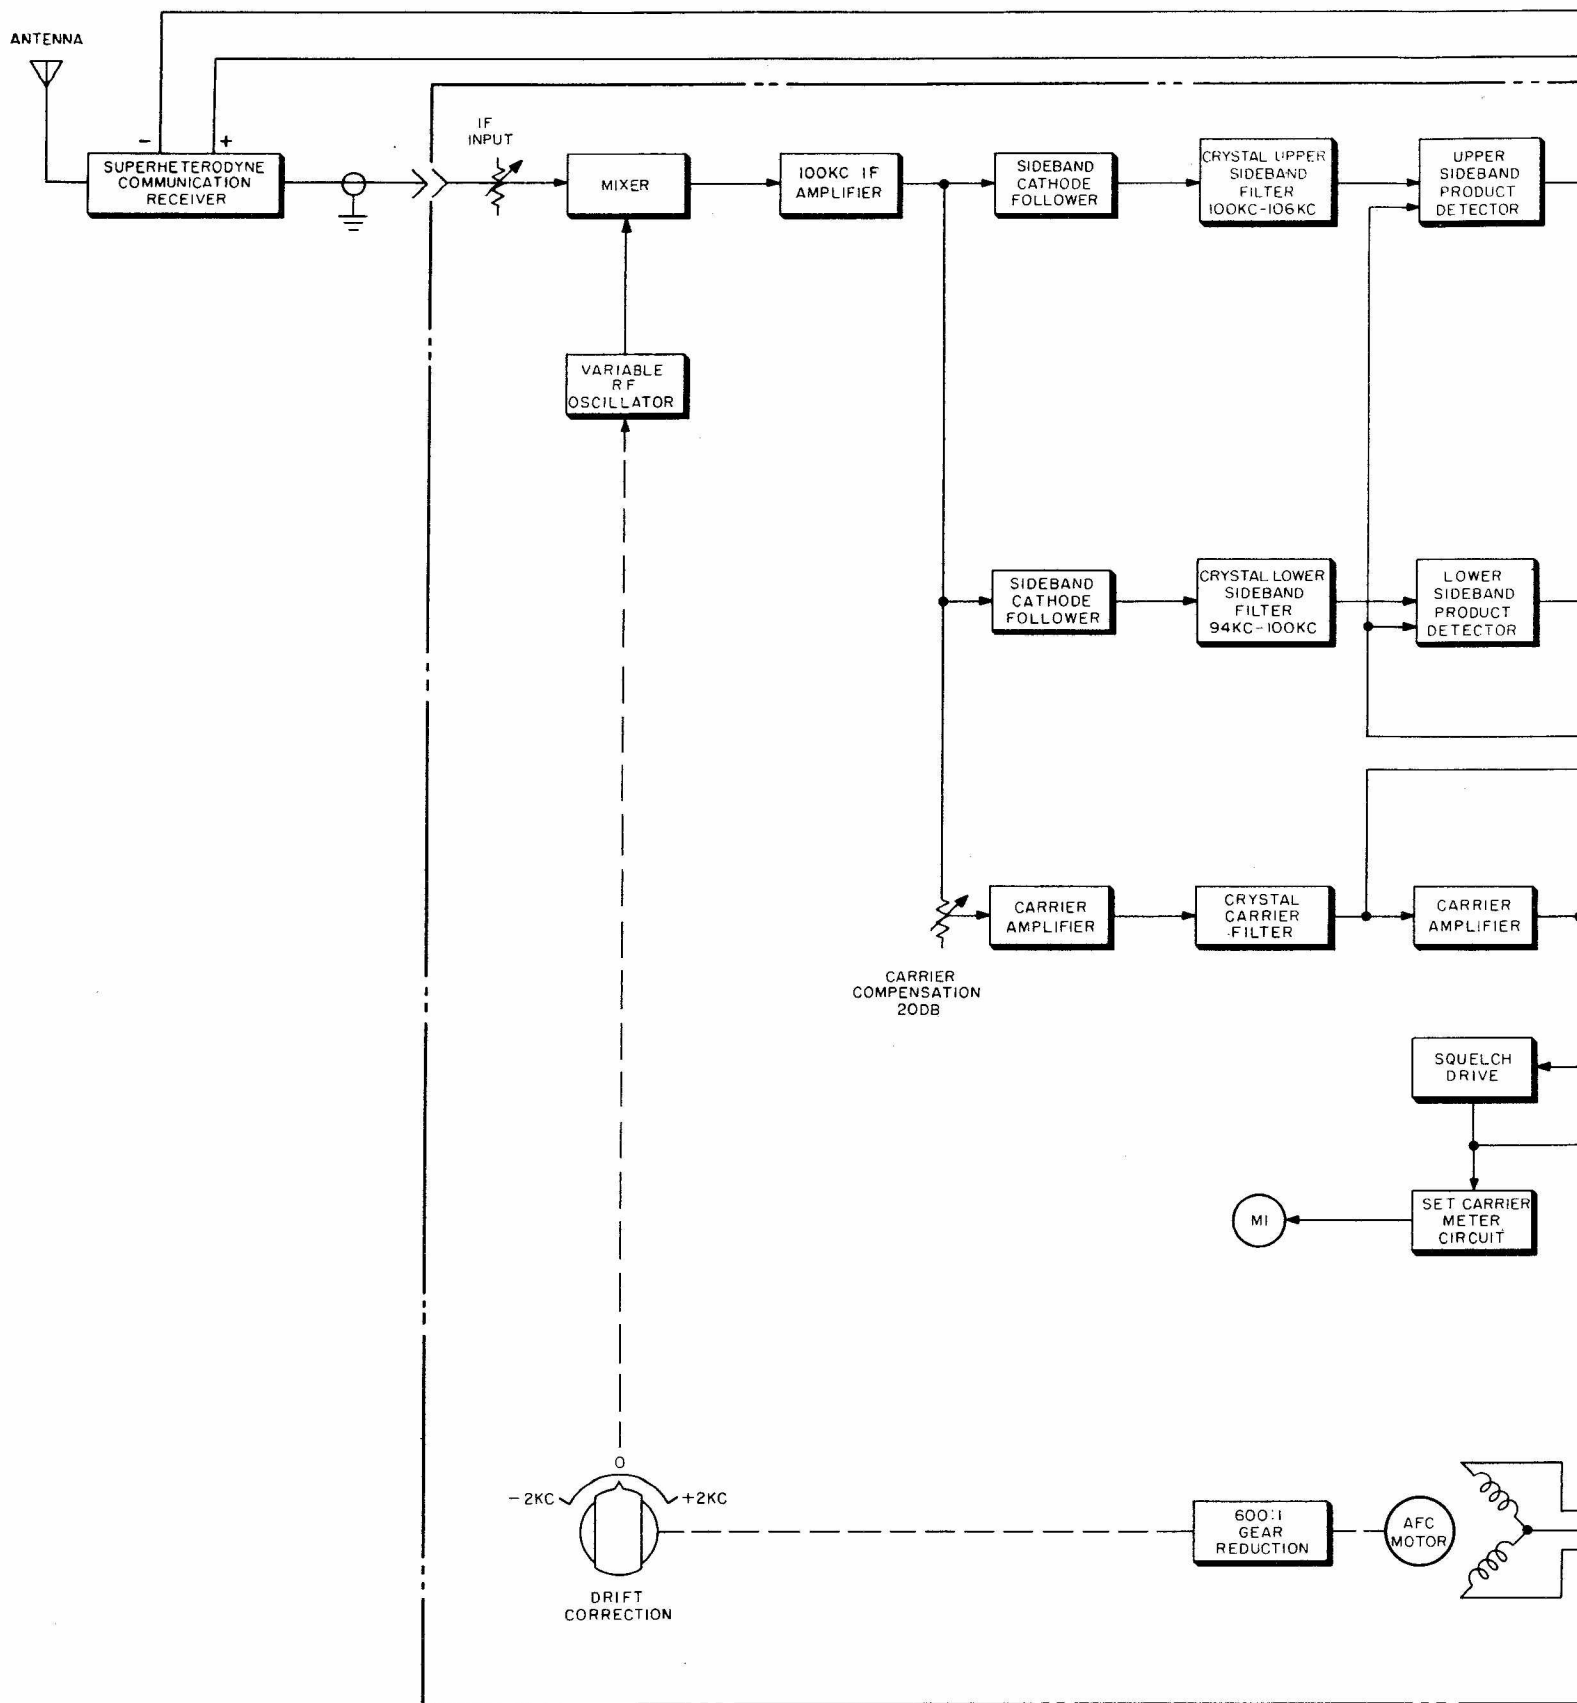 ANTENNA
- +
SUPERHETERODYNE
COMMUNICATION
RECEIVER
IF
INPUT
MIXER
100KC IF
AMPLIFIER
SIDEBAND
CATHODE
FOLLOWER
CRYSTAL UPPER
SIDEBAND
FILTER
100KC-106KC
UPPER
SIDEBAND
PRODUCT
DETECTOR
VARIABLE
RF
OSCILLATOR
SIDEBAND
CATHODE
FOLLOWER
CRYSTAL LOWER
SIDEBAND
FILTER
94KC-100KC
LOWER
SIDEBAND
PRODUCT
DETECTOR
CARRIER
AMPLIFIER
CRYSTAL
CARRIER
FILTER
CARRIER
AMPLIFIER
CARRIER
COMPENSATION
20DB
SQUELCH
DRIVE
SET CARRIER
METER
CIRCUIT
M1
0
-2KC
+2KC
DRIFT
CORRECTION
600:1
GEAR
REDUCTION
AFC
MOTOR